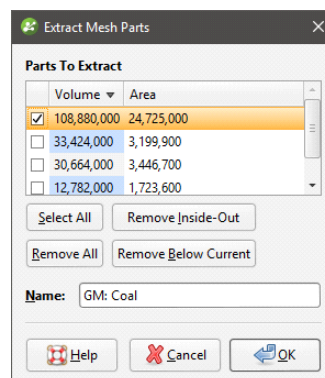 Extract Mesh Parts
Parts To Extract
Volume Area
108,880,000 24,725,000
33,424,000 3,199,900
30,664,000 3,446,700
12,782,000 1,723,600
Select All Remove Inside-Out
Remove All Remove Below Current
Name: GM: Coal
Help Cancel OK